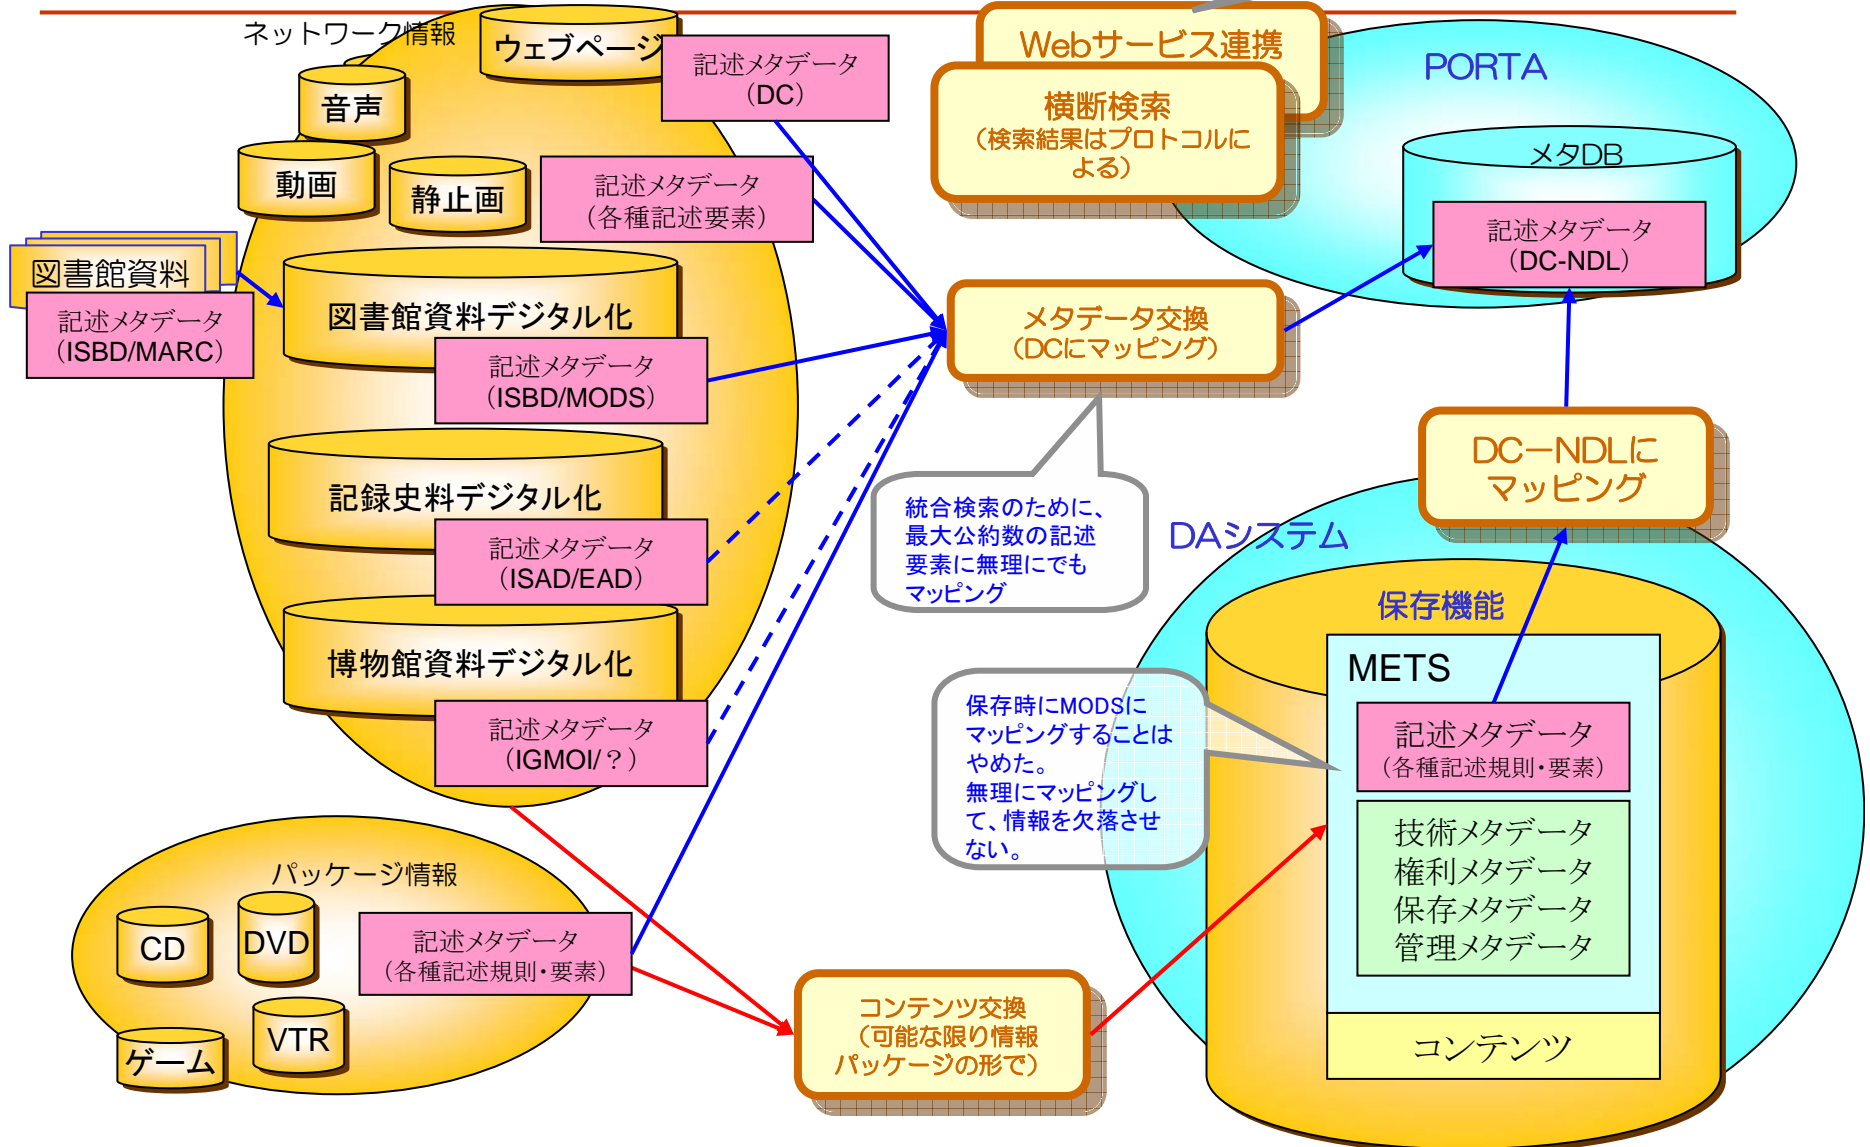 ネットワーク情報
ウェブページ
記述メタデータ
（DC）
音声
動画
静止画
記述メタデータ
（各種記述要素）
図書館資料
記述メタデータ
（ISBD/MARC）
図書館資料デジタル化
記述メタデータ
（ISBD/MODS）
記録史料デジタル化
記述メタデータ
（ISAD/EAD）
博物館資料デジタル化
記述メタデータ
（IGMOI/？）
パッケージ情報
CD
DVD
ゲーム
VTR
記述メタデータ
（各種記述規則・要素）
Webサービス連携
横断検索
（検索結果はプロトコルに
よる）
メタデータ交換
（DCにマッピング）
統合検索のために、
最大公約数の記述
要素に無理にでも
マッピング
保存時にMODSに
マッピングすることは
やめた。
無理にマッピングし
て、情報を欠落させ
ない。
コンテンツ交換
（可能な限り情報
パッケージの形で）
PORTA
メタDB
記述メタデータ
（DC-NDL）
DC－NDLに
マッピング
DAシステム
保存機能
METS
記述メタデータ
（各種記述規則・要素）
技術メタデータ
権利メタデータ
保存メタデータ
管理メタデータ
コンテンツ